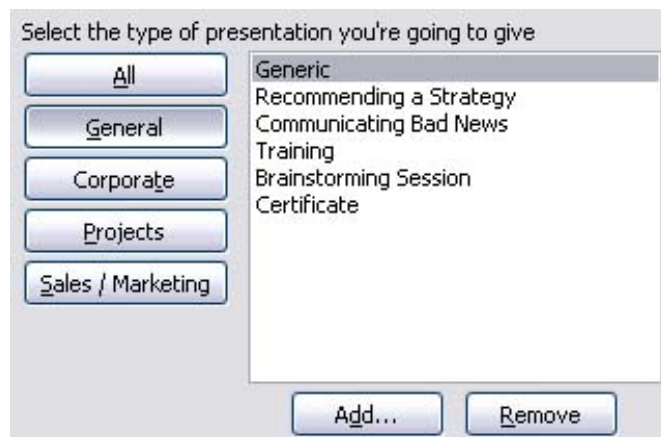 Select the type of presentation you're going to give
All
General
Corporate
Projects
Sales / Marketing
Generic
Recommending a Strategy
Communicating Bad News
Training
Brainstorming Session
Certificate
Add...
Remove